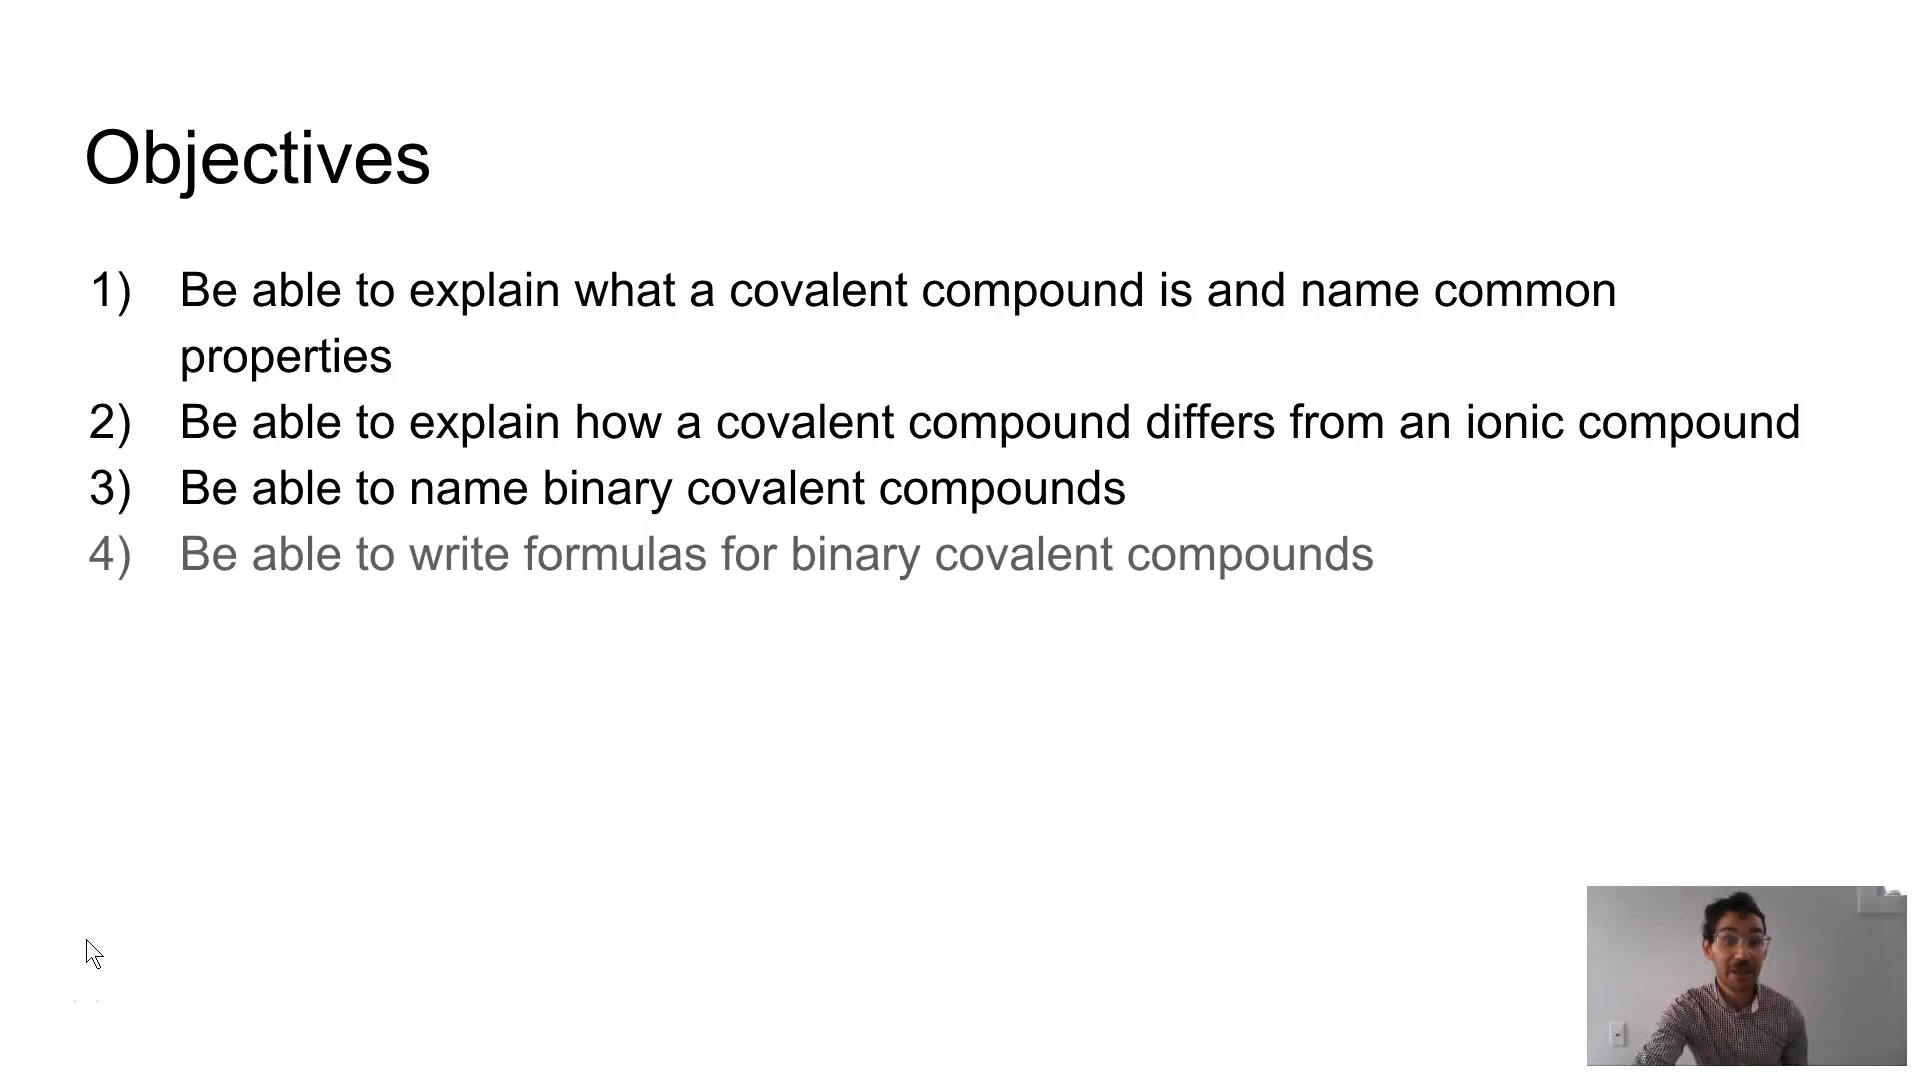 Objectives
1) Be able to explain what a covalent compound is and name common
properties
2) Be able to explain how a covalent compound differs from an ionic compound
3) Be able to name binary covalent compounds
4) Be able to write formulas for binary covalent compounds